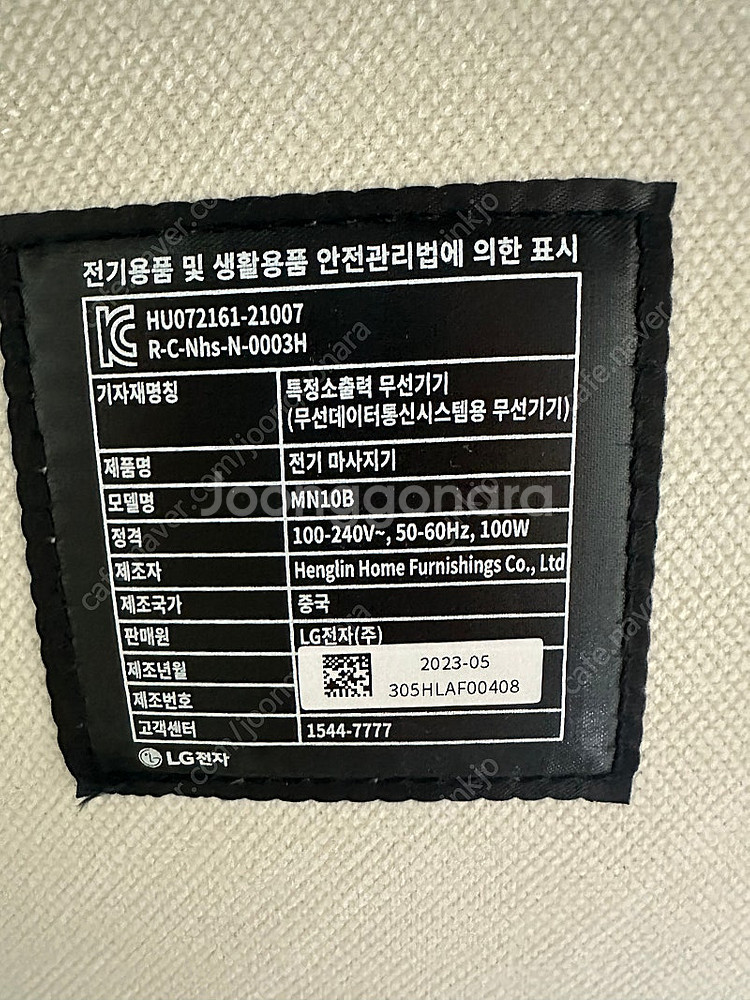 전기용품 및 생활용품 안전관리법에 의한 표시
HU072161-21007
R-C-Nhs-N-0003H
기자재명칭 특정소출력 무선기기
(무선데이터통신시스템용 무선기기)
제품명 전기 마사지기
모델명 MN10B
정격 100-240V~, 50-60Hz, 100W
제조자 Henglin Home Furnishings Co., Ltd
제조국가 중국
판매원 LG전자(주)
제조년월 2023-05
제조번호 305HLAF00408
고객센터 1544-7777
LG전자
Joonggonara